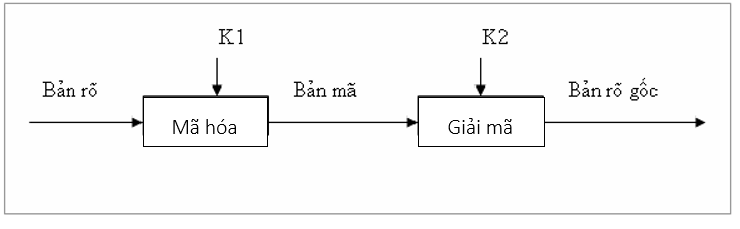 K1 K2
Bản rõ Bản mã Bản rõ gốc
Mã hóa Giải mã